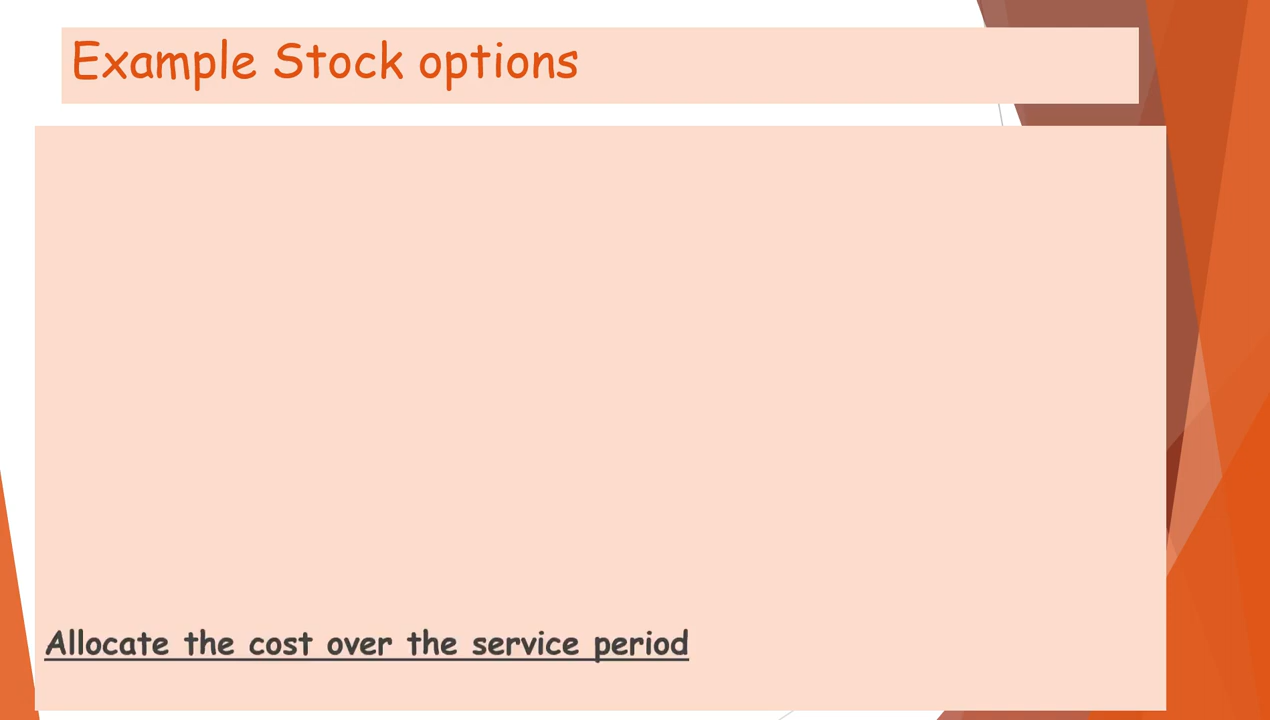 Example Stock options
Allocate the cost over the service period